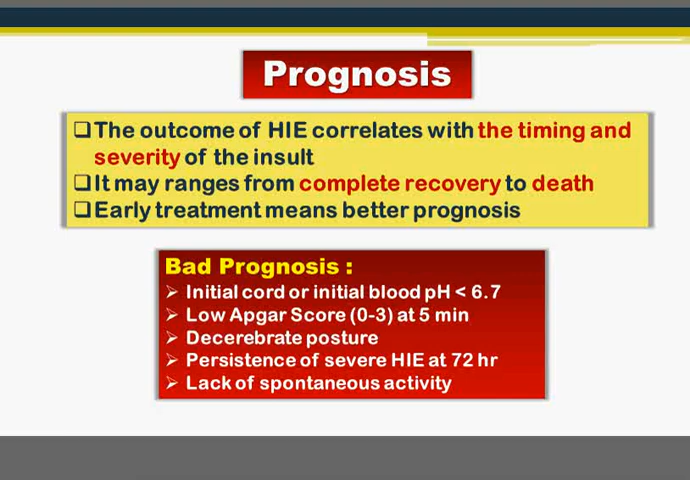 Prognosis
❑The outcome of HIE correlates with the timing and
severity of the insult
❑It may ranges from complete recovery to death
❑Early treatment means better prognosis
Bad Prognosis :
➢ Initial cord or initial blood pH < 6.7
➢ Low Apgar Score (0-3) at 5 min
➢ Decerebrate posture
➢ Persistence of severe HIE at 72 hr
➢ Lack of spontaneous activity